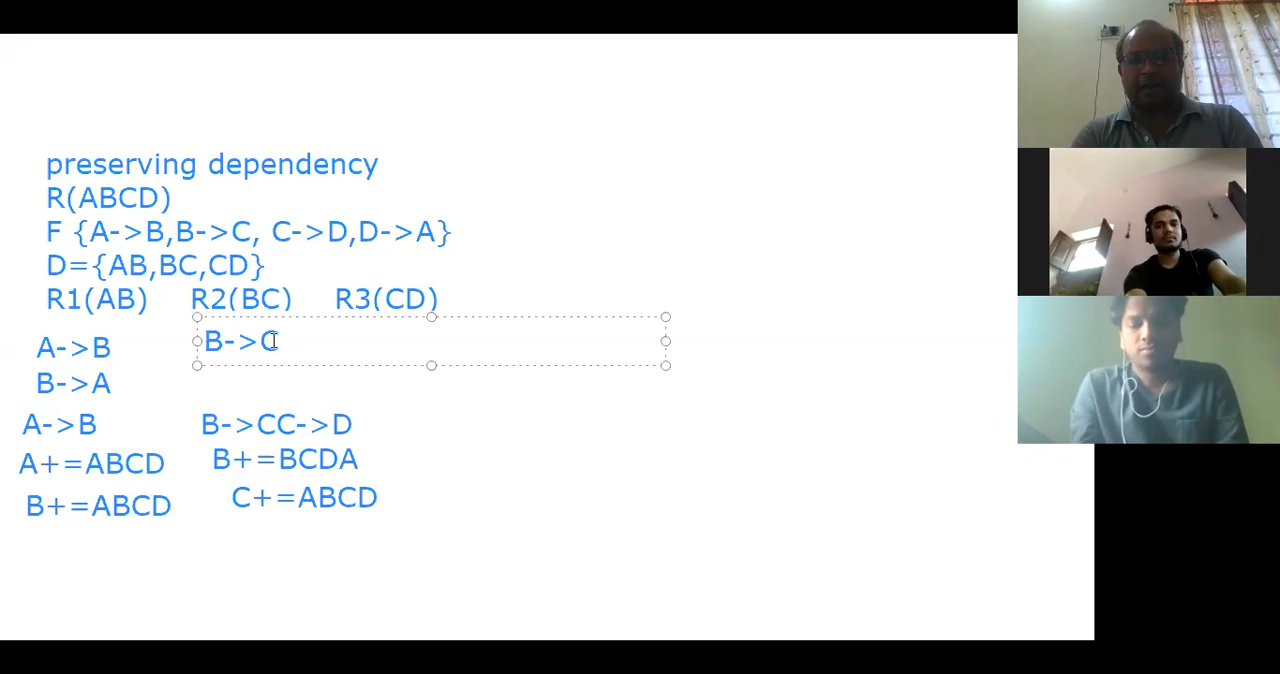 preserving dependency
R(ABCD)
F {A->B,B->C, C->D,D->A}
D={AB,BC,CD}
R1(AB) R2(BC) R3(CD)
A->B B->C
B->A
A->B B->CC->D
A+=ABCD B+=BCDA
B+=ABCD C+=ABCD